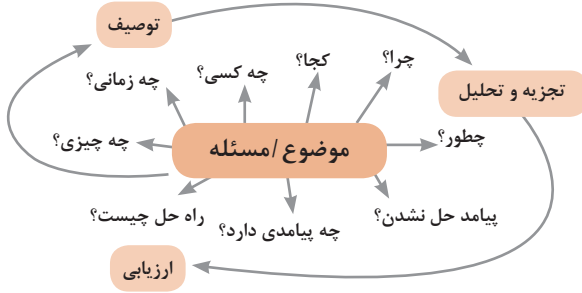 توصیف
چرا؟
کجا؟
چه کسی؟
چه زمانی؟
تجزیه و تحلیل
چطور؟
موضوع/مسئله
چه چیزی؟
پیامد حل نشدن؟
چه پیامدی دارد؟
راه حل چیست؟
ارزیابی